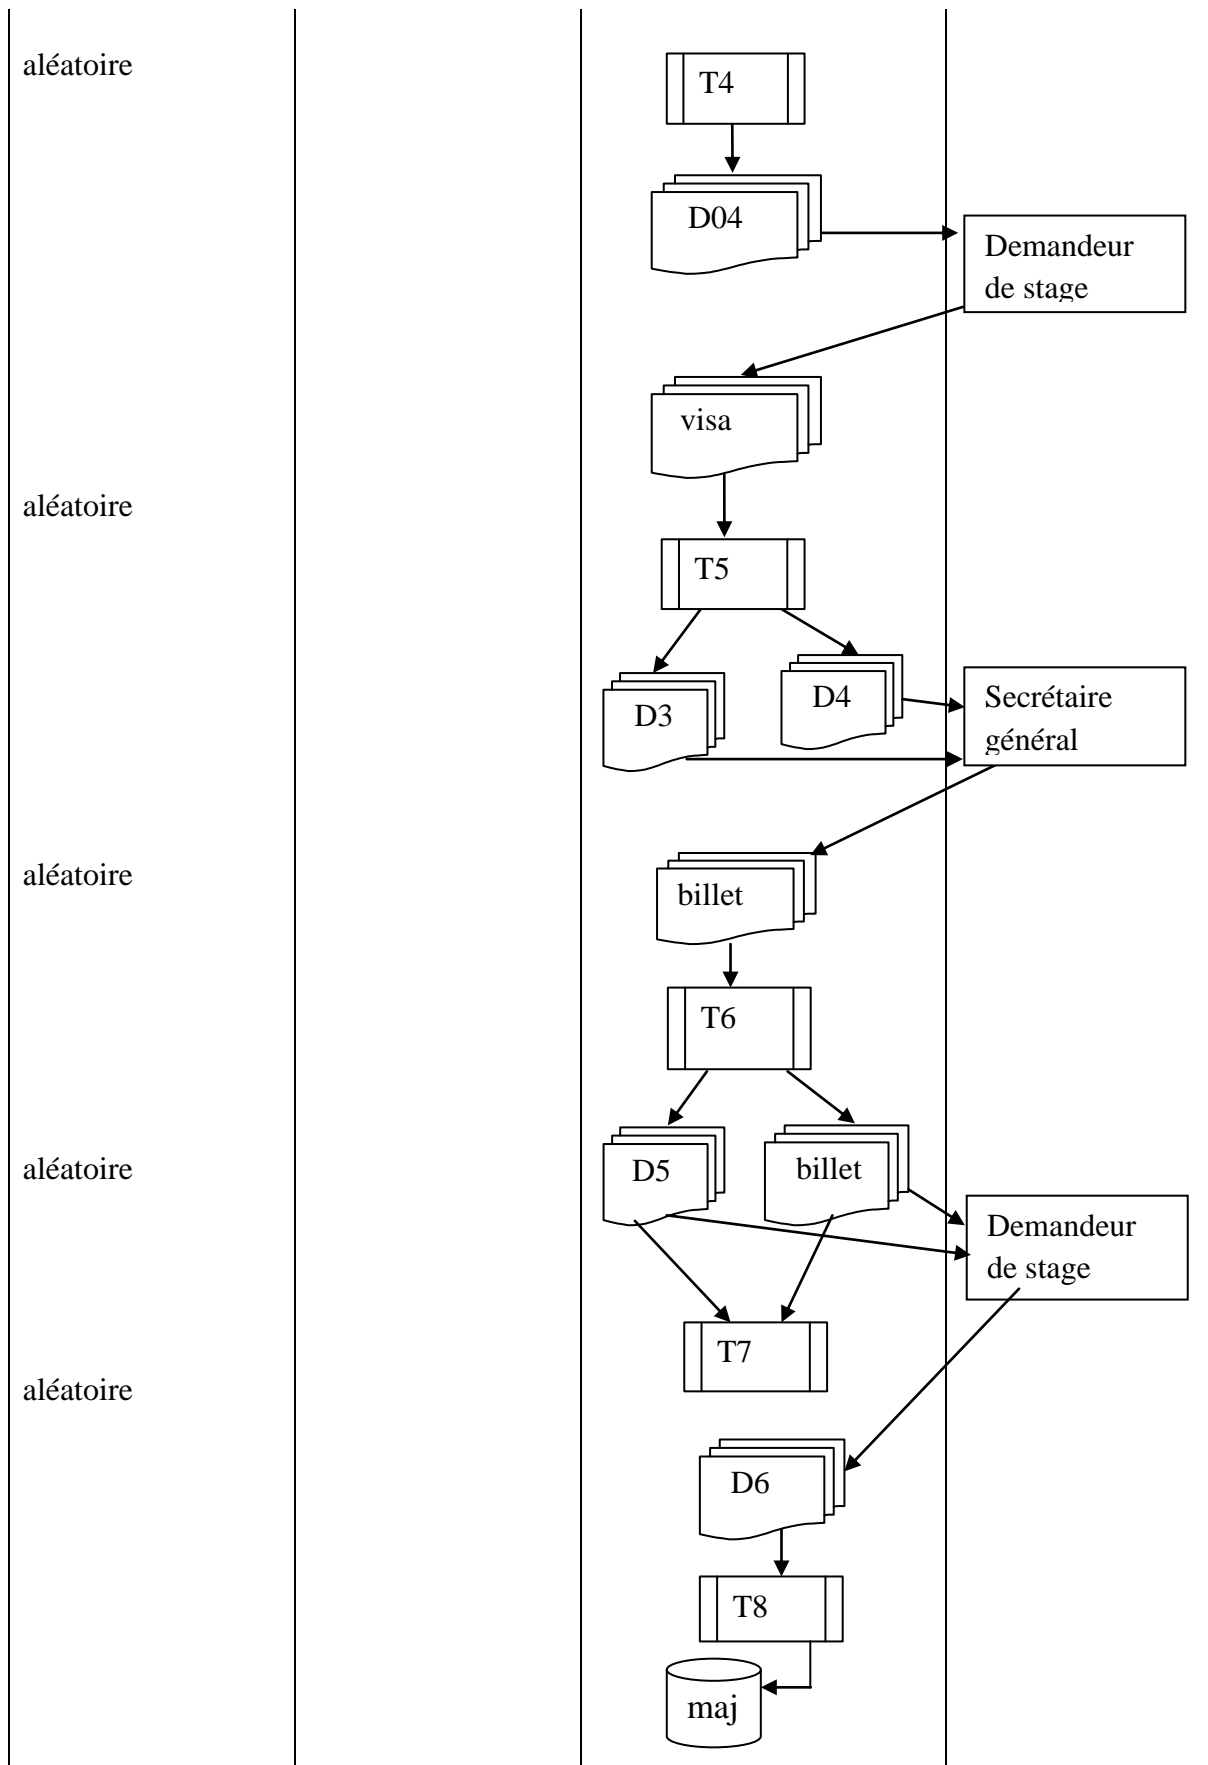 aléatoire
T4
D04
Demandeur
de stage
visa
aléatoire
T5
D3
D4
Secrétaire
général
aléatoire
billet
T6
aléatoire
D5
billet
Demandeur
de stage
T7
aléatoire
D6
T8
maj